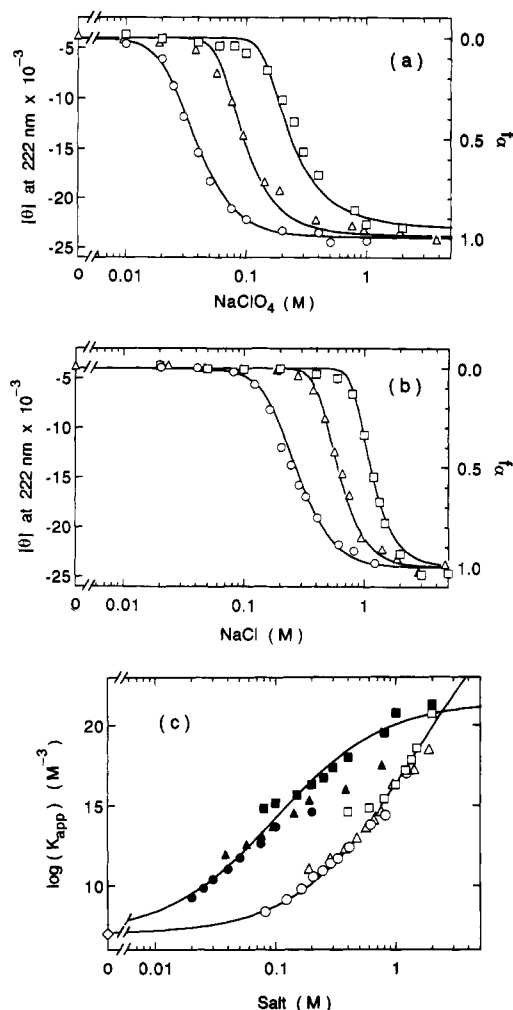 (a)
-5
-10
-15
-20
-25
[θ] at 222 nm x 10⁻³
0.0
0.5
1.0
fα
0 0.01 0.1 1
NaClO₄ (M)
(b)
-5
-10
-15
-20
-25
[θ] at 222 nm x 10⁻³
0.0
0.5
1.0
fα
0 0.01 0.1 1
NaCl (M)
(c)
20
15
10
log (Kapp) (M⁻³)
0 0.01 0.1 1
Salt (M)